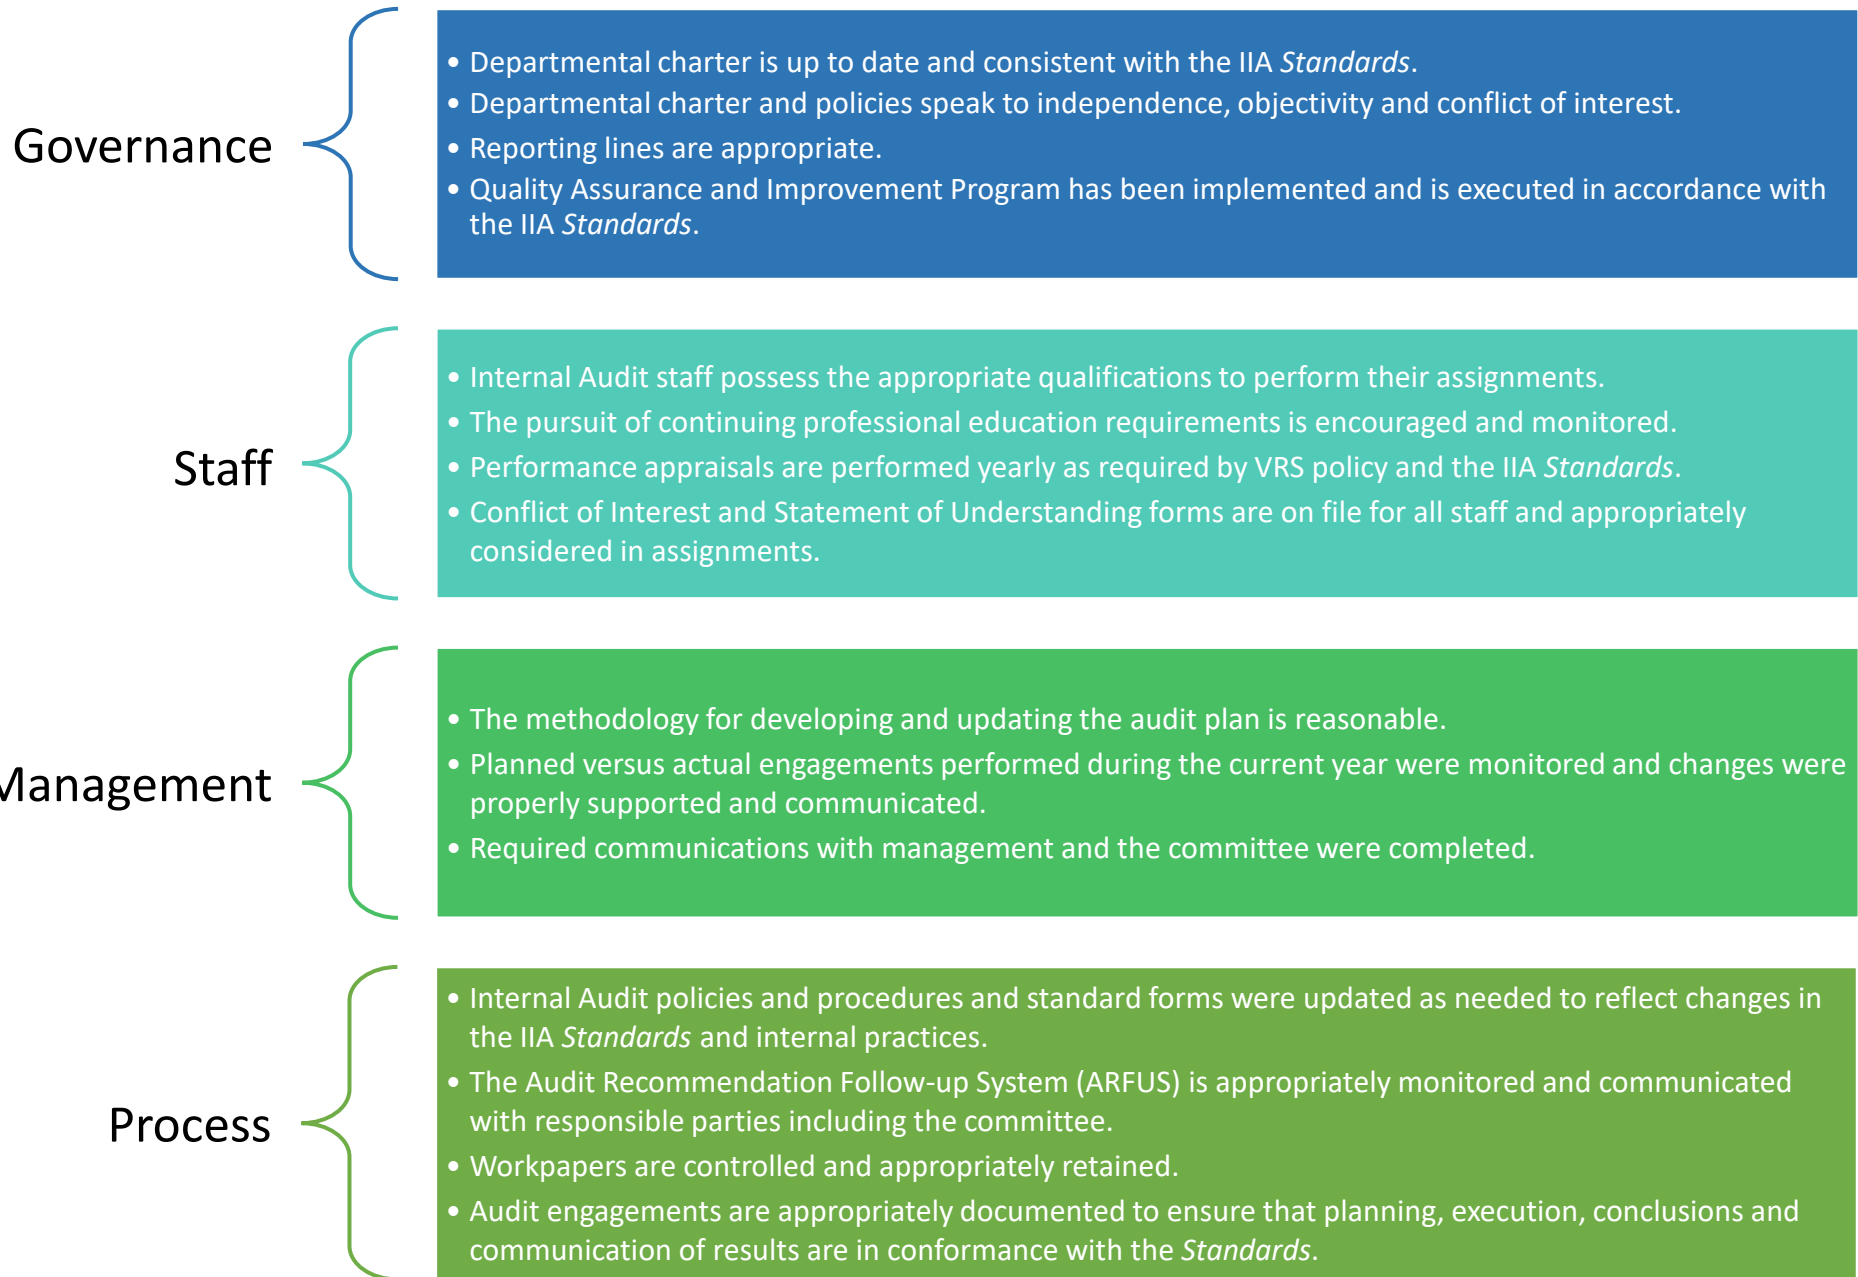 Governance
• Departmental charter is up to date and consistent with the IIA Standards.
• Departmental charter and policies speak to independence, objectivity and conflict of interest.
• Reporting lines are appropriate.
• Quality Assurance and Improvement Program has been implemented and is executed in accordance with
the IIA Standards.
Staff
• Internal Audit staff possess the appropriate qualifications to perform their assignments.
• The pursuit of continuing professional education requirements is encouraged and monitored.
• Performance appraisals are performed yearly as required by VRS policy and the IIA Standards.
• Conflict of Interest and Statement of Understanding forms are on file for all staff and appropriately
considered in assignments.
Management
• The methodology for developing and updating the audit plan is reasonable.
• Planned versus actual engagements performed during the current year were monitored and changes were
properly supported and communicated.
• Required communications with management and the committee were completed.
Process
• Internal Audit policies and procedures and standard forms were updated as needed to reflect changes in
the IIA Standards and internal practices.
• The Audit Recommendation Follow-up System (ARFUS) is appropriately monitored and communicated
with responsible parties including the committee.
• Workpapers are controlled and appropriately retained.
• Audit engagements are appropriately documented to ensure that planning, execution, conclusions and
communication of results are in conformance with the Standards.